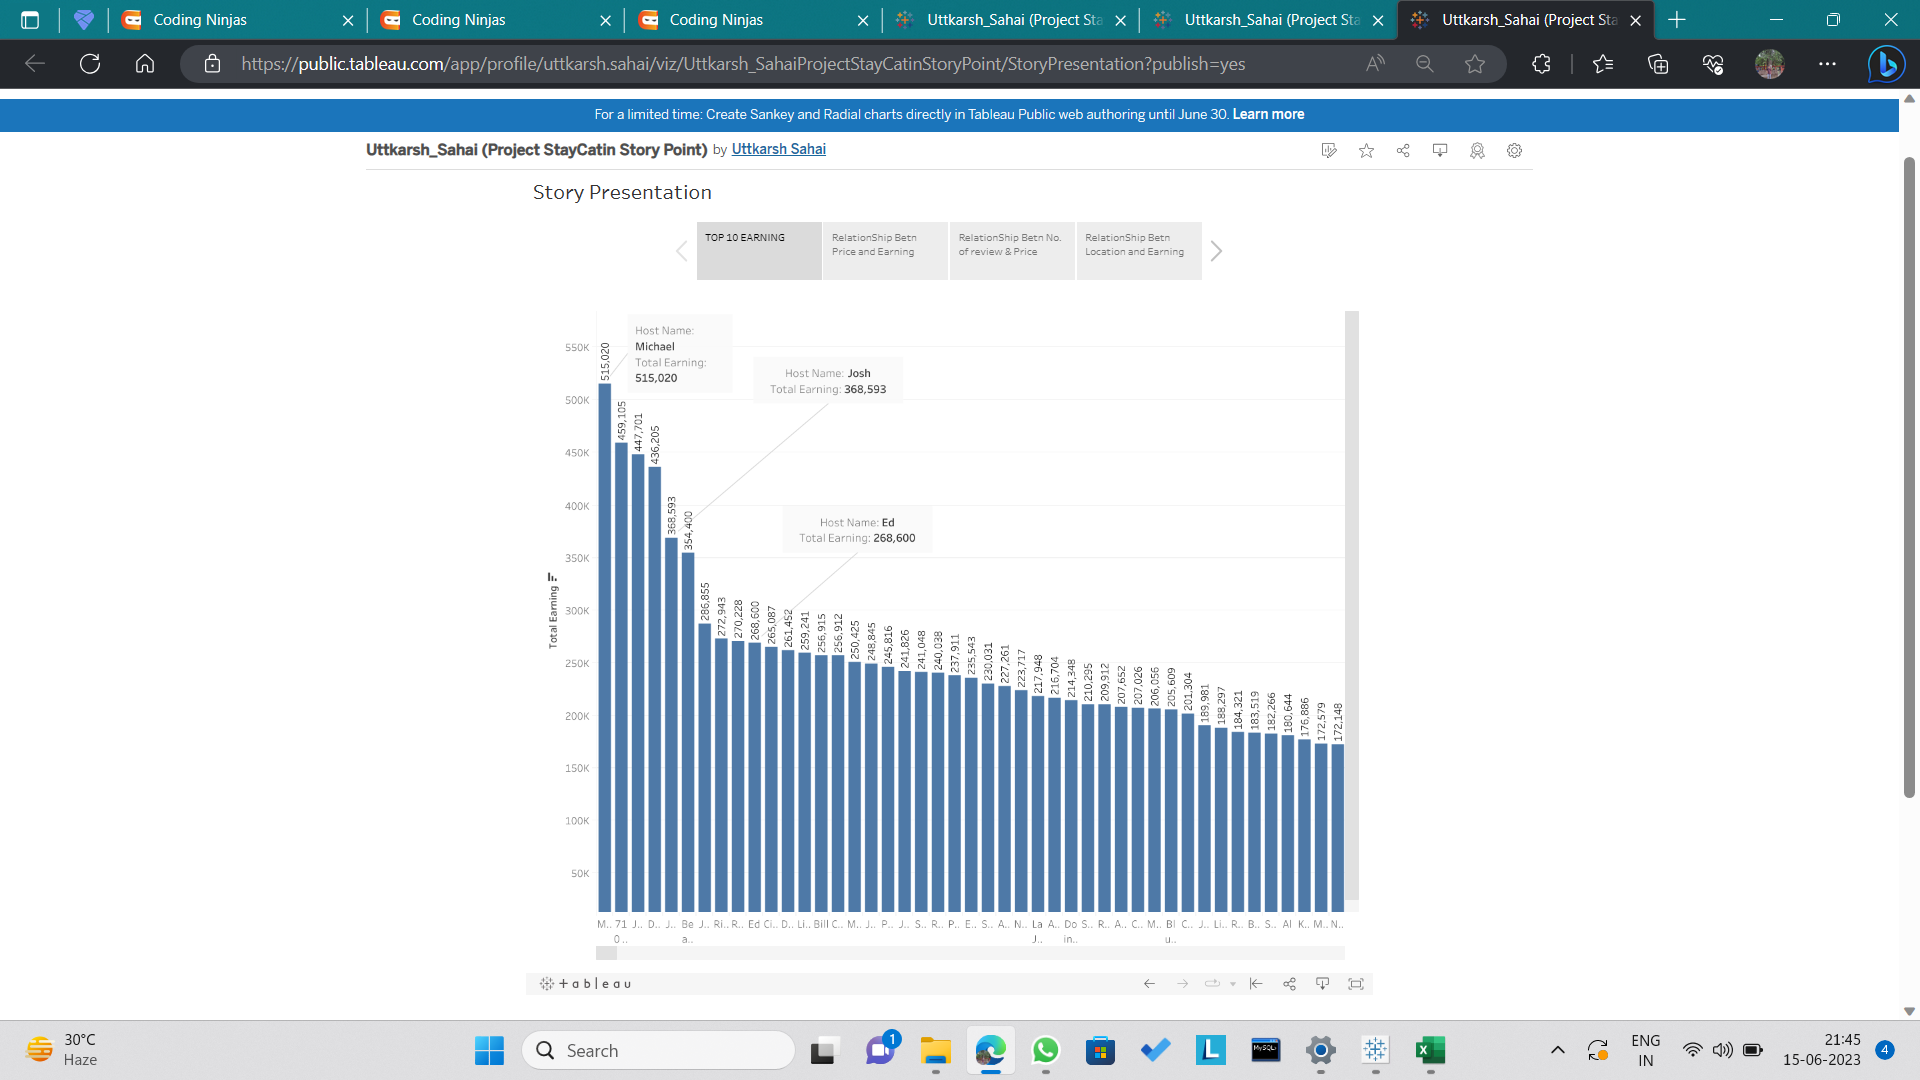 Coding Ninjas
Coding Ninjas
Coding Ninjas
Uttkarsh_Sahai (Project Sta
Uttkarsh_Sahai (Project Sta
Uttkarsh_Sahai (Project Sta
https://public.tableau.com/app/profile/uttkarsh.sahai/viz/Uttkarsh_SahaiProjectStayCatinStoryPoint/StoryPresentation?publish=yes
For a limited time: Create Sankey and Radial charts directly in Tableau Public web authoring until June 30. Learn more
Uttkarsh_Sahai (Project StayCatin Story Point) by Uttkarsh Sahai
Story Presentation
TOP 10 EARNING
RelationShip Betn
Price and Earning
RelationShip Betn No.
of review & Price
RelationShip Betn
Location and Earning
Host Name:
Michael
Total Earning:
515,020
Host Name: Josh
Total Earning: 368,593
Host Name: Ed
Total Earning: 268,600
Total Earning
550K
500K
450K
400K
350K
300K
250K
200K
150K
100K
50K
515,020
459,105
447,701
436,205
368,593
354,400
286,855
272,943
270,228
268,600
265,087
261,452
259,241
256,915
256,912
250,425
248,845
245,816
241,826
241,048
240,038
237,911
235,543
230,031
227,261
223,717
217,948
216,704
214,348
210,295
209,912
207,652
207,026
206,056
205,609
201,304
189,981
188,297
184,321
183,519
182,266
180,644
176,886
172,579
172,148
M.. 71 J.. D.. J.. Be J.. Ri.. R.. Ed Ci.. D.. Li.. Bill C.. M.. J.. P.. J.. S.. R.. P.. E.. S.. A.. N.. La A.. Do S.. R.. A.. C.. M.. Bl C.. J.. Li.. R.. B.. S.. Al K.. M.. N..
0.. a.. J.. in.. u..
+ a b l e a u
30°C
Haze
Search
1
MySQL
ENG
IN
21:45
15-06-2023
4